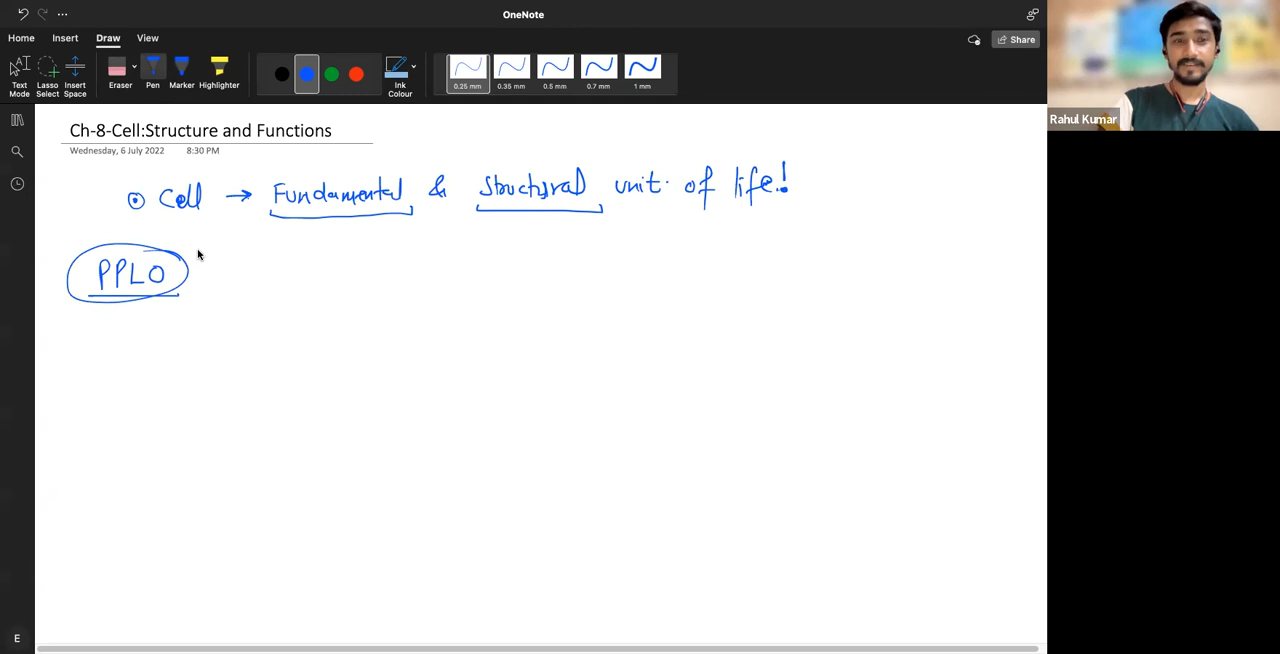 OneNote
Home Insert Draw View
Share
Text Mode
Lasso Select
Insert Space
Eraser
Pen
Marker
Highlighter
Ink Colour
0.25 mm
0.35 mm
0.5 mm
0.7 mm
1 mm
Rahul Kumar
Ch-8-Cell:Structure and Functions
Wednesday, 6 July 2022 8:30 PM
Cell → Fundamental & Structural unit of life!
PPLO
E